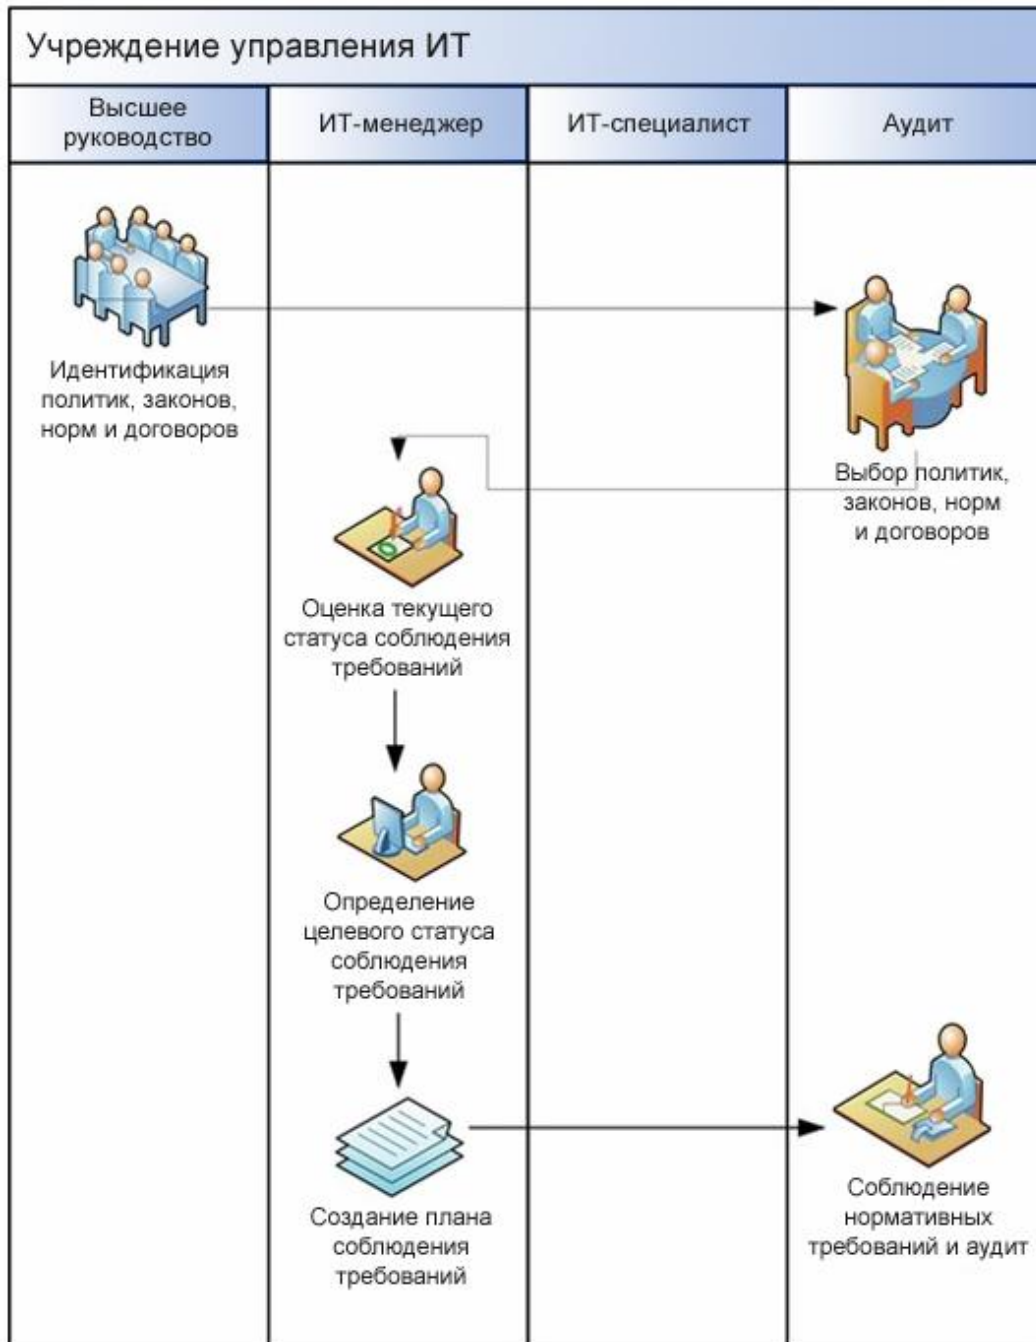 Учреждение управления ИТ
Высшее
руководство
ИТ-менеджер
ИТ-специалист
Аудит
Идентификация
политик, законов,
норм и договоров
Выбор политик,
законов, норм
и договоров
Оценка текущего
статуса соблюдения
требований
Определение
целевого статуса
соблюдения
требований
Создание плана
соблюдения
требований
Соблюдение
нормативных
требований и аудит